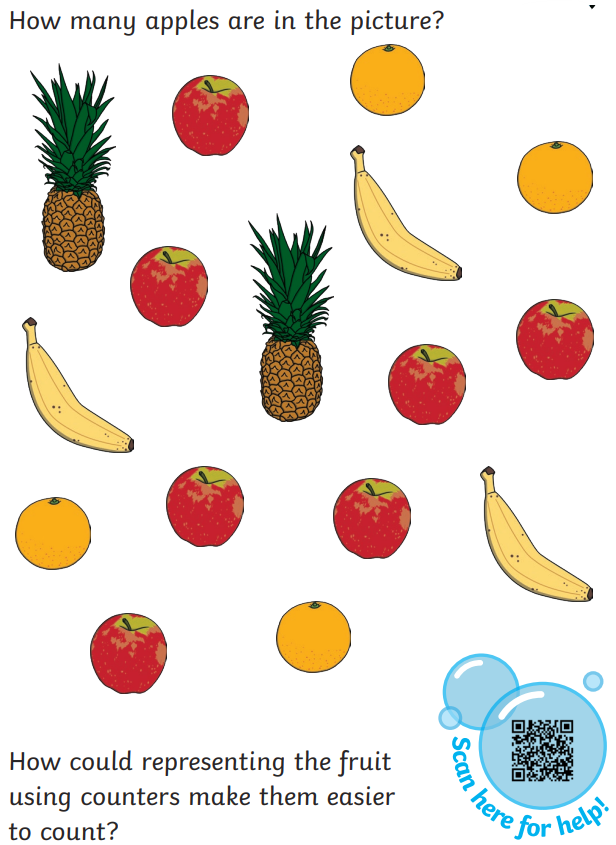 How many apples are in the picture?
How could representing the fruit
using counters make them easier
to count?
Scan here for help!